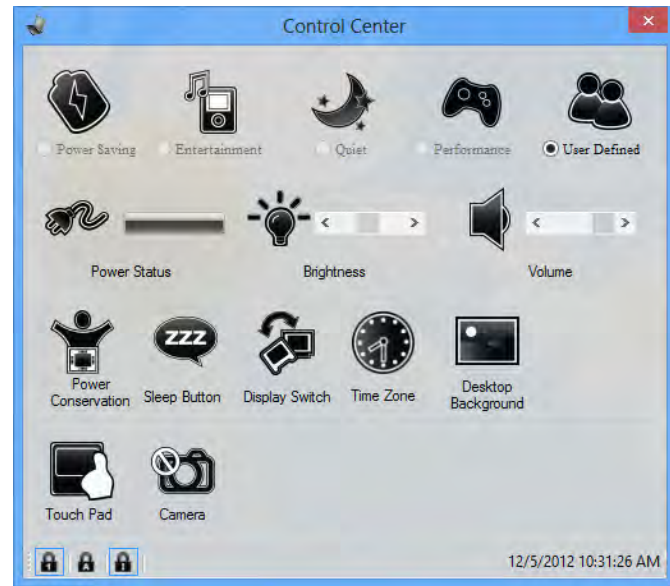 Control Center
Power Saving
Entertainment
Quiet
Performance
User Defined
Power Status
Brightness
Volume
zzz
Power
Conservation
Sleep Button
Display Switch
Time Zone
Desktop
Background
Touch Pad
Camera
12/5/2012 10:31:26 AM